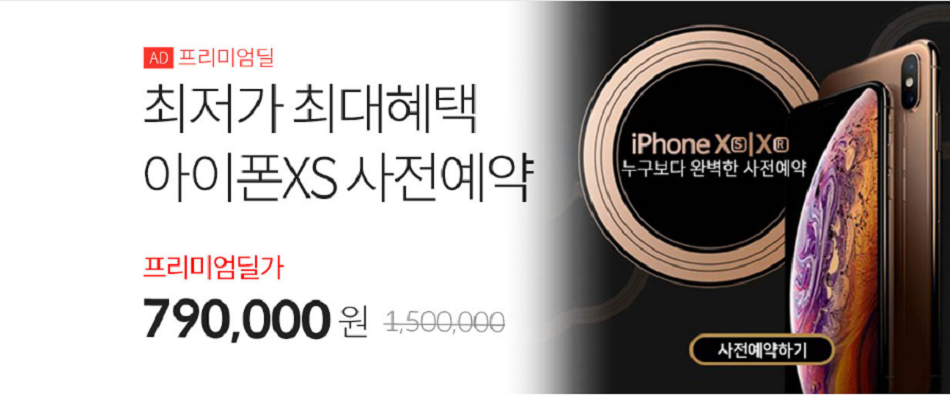 AD 프리미엄딜
최저가 최대혜택
아이폰XS 사전예약
프리미엄딜가
790,000 원 1,500,000
iPhone XS|XR
누구보다 완벽한 사전예약
사전예약하기